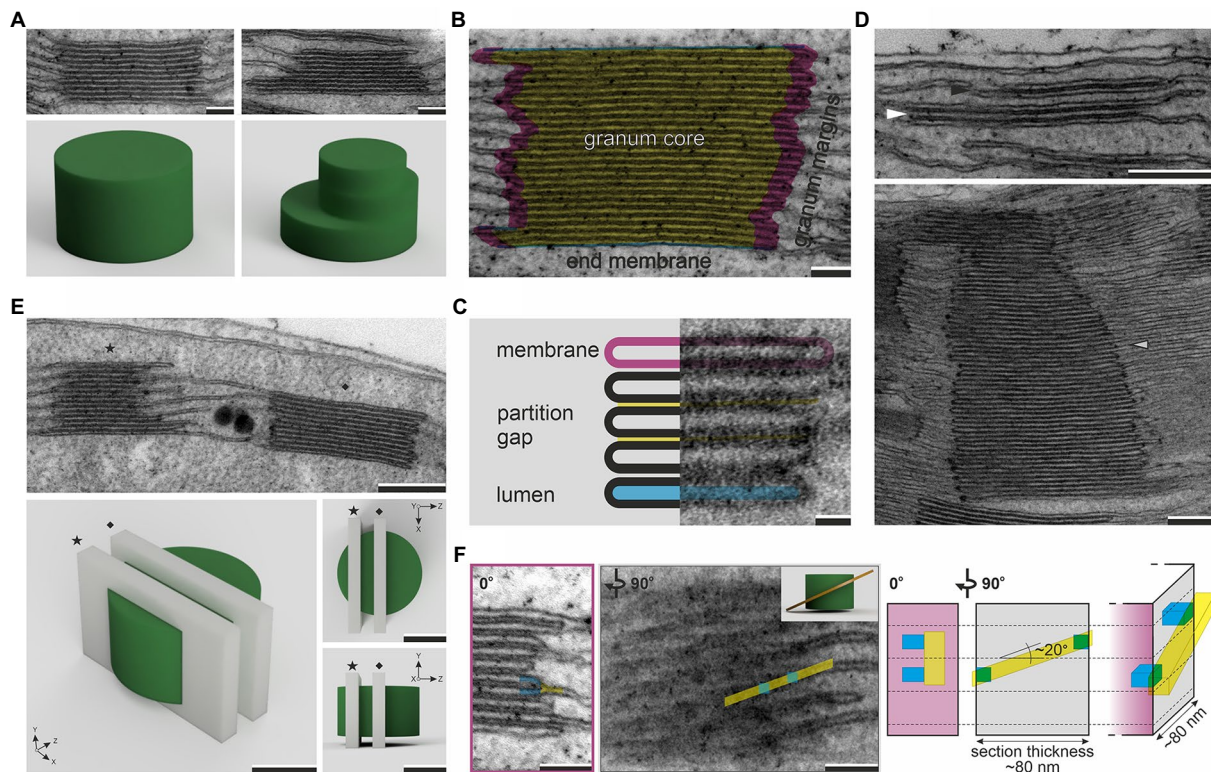 A
B
granum core
granum margins
end membrane
C
membrane
partition
gap
lumen
D
E
Y
Z
X
Y
Z
X
Y
Z
X
F
0°
90°
0°
90°
~20°
section thickness
~80 nm
~80 nm